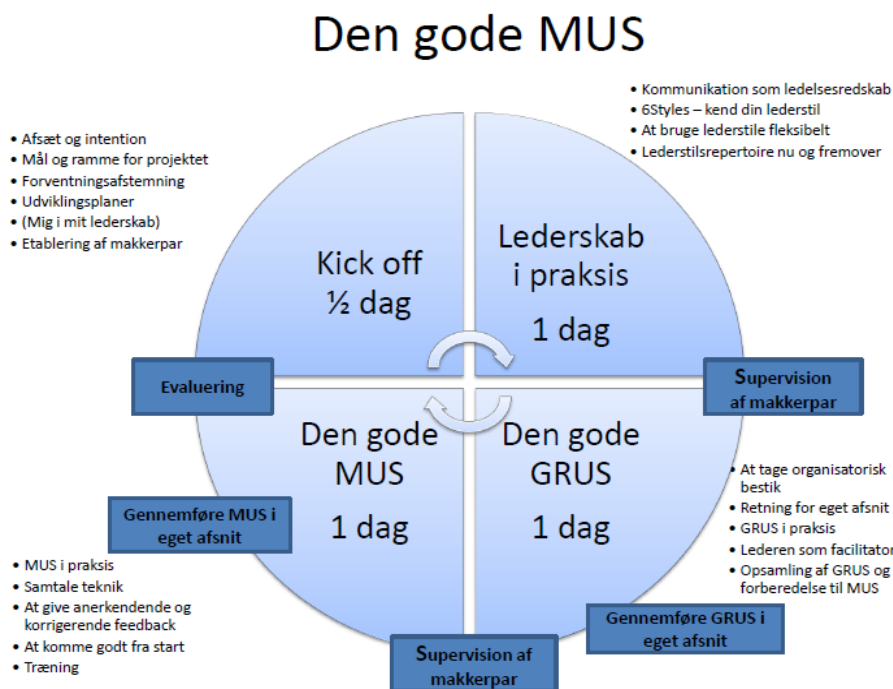 Den gode MUS
• Afsæt og intention
• Mål og ramme for projektet
• Forventningsafstemning
• Udviklingsplaner
• (Mig i mit lederskab)
• Etablering af makkerpar
Kick off
½ dag
• Kommunikation som ledelsesredskab
• 6Styles – kend din lederstil
• At bruge lederstile fleksibelt
• Lederstilsrepertoire nu og fremover
Lederskab
i praksis
1 dag
Supervision
af makkerpar
Den gode
GRUS
1 dag
• At tage organisatorisk
bestik
• Retning for eget afsnit
• GRUS i praksis
• Lederen som facilitator
• Opsamling af GRUS og
forberedelse til MUS
Gennemføre GRUS i
eget afsnit
Supervision af
makkerpar
Den gode
MUS
1 dag
Gennemføre MUS i
eget afsnit
• MUS i praksis
• Samtale teknik
• At give anerkendende og
korrigerende feedback
• At komme godt fra start
• Træning
Evaluering